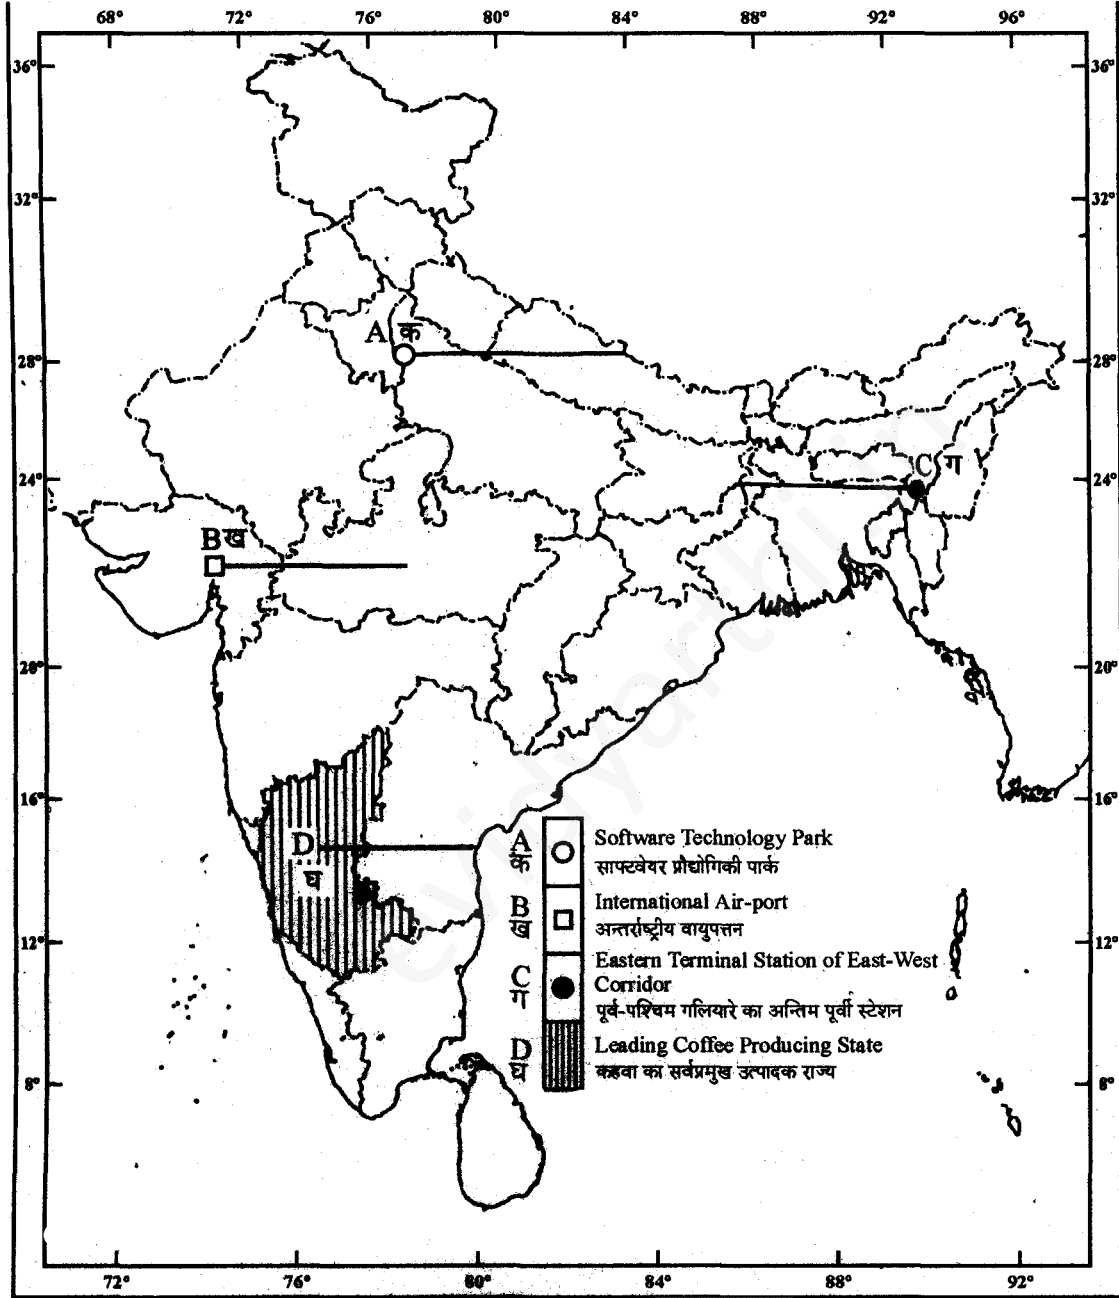 68° 72° 76° 80° 84° 88° 92° 96°
36° 36°
32° 32°
A क
28° 28°
C ग
24° 24°
B ख
20° 20°
16° 16°
D
घ
A
क
Software Technology Park
साफ्टवेयर प्रौद्योगिकी पार्क
B
ख
International Air-port
अन्तर्राष्ट्रीय वायुपत्तन
12° 12°
C
ग
Eastern Terminal Station of East-West
Corridor
पूर्व-पश्चिम गलियारे का अन्तिम पूर्वी स्टेशन
D
घ
Leading Coffee Producing State
कहवा का सर्वप्रमुख उत्पादक राज्य
8° 8°
72° 76° 80° 84° 88° 92°
evidyarthi.in